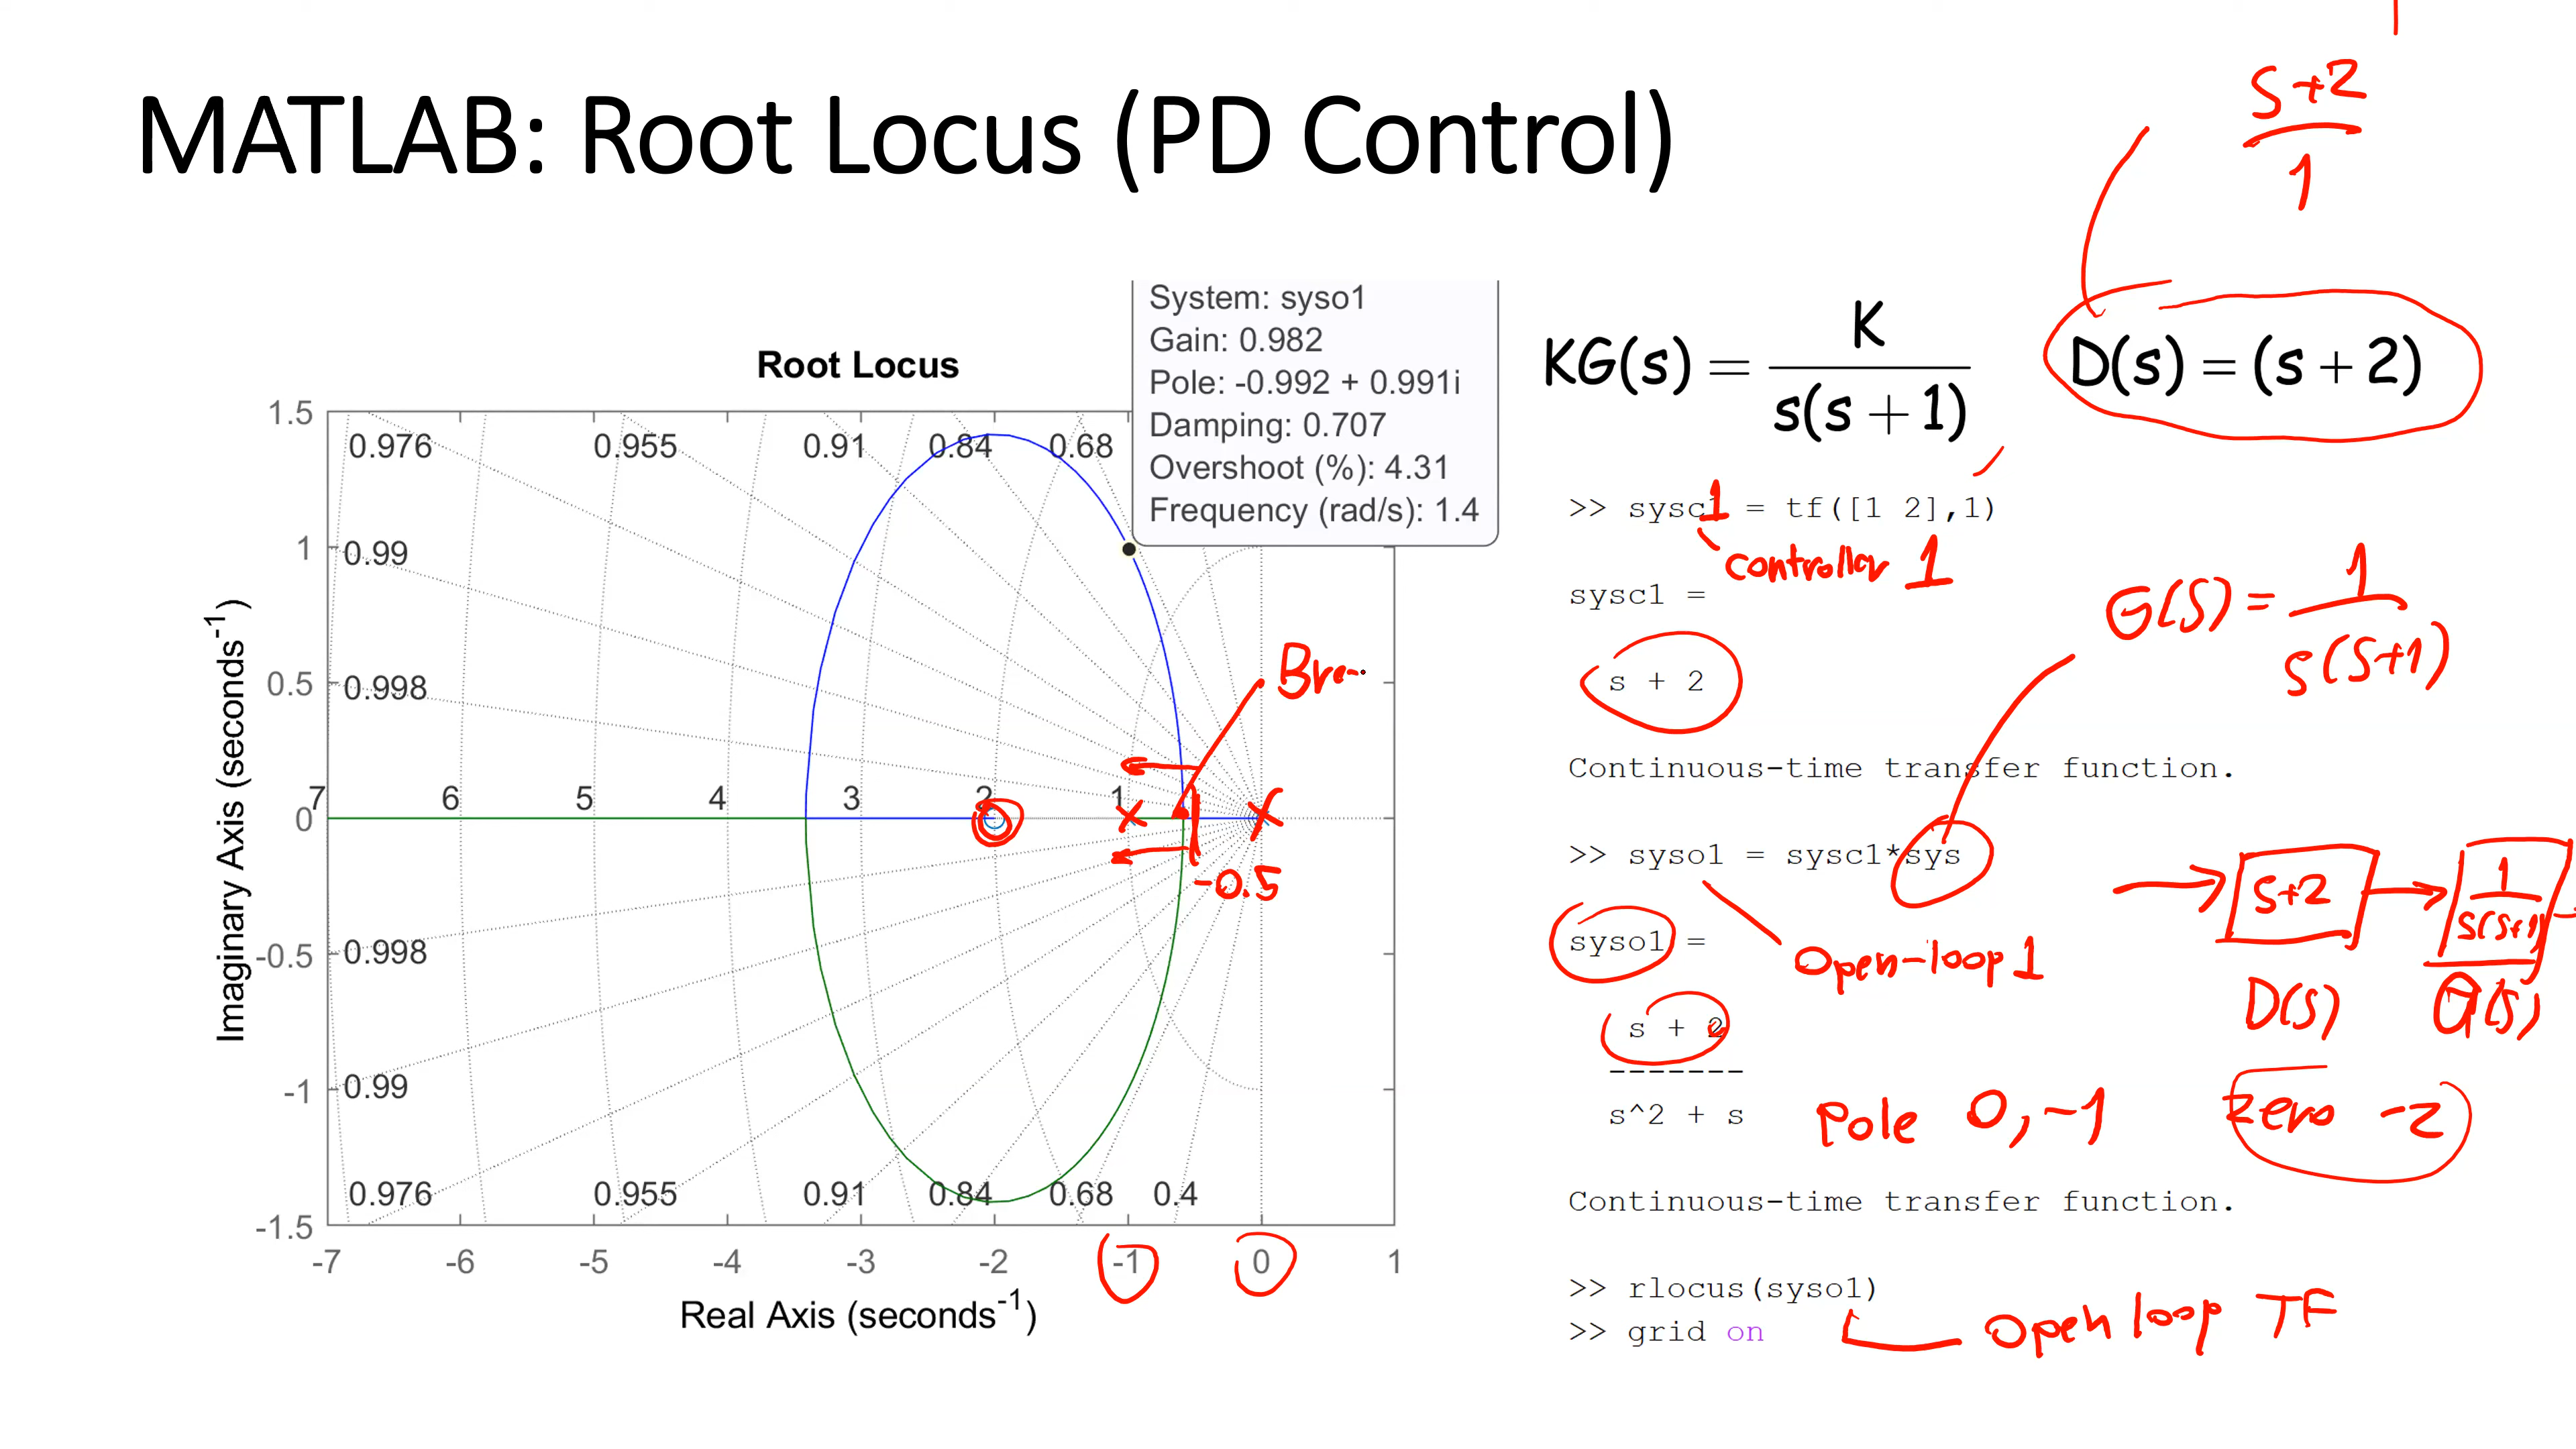 MATLAB: Root Locus (PD Control)
s+2
1
KG(s) = K
s(s+1)
D(s) = (s+2)
System: syso1
Gain: 0.982
Pole: -0.992 + 0.991i
Damping: 0.707
Overshoot (%): 4.31
Frequency (rad/s): 1.4
Root Locus
1.5
1
0.5
0
-0.5
-1
-1.5
0.976 0.955 0.91 0.84 0.68
0.99
0.998
7 6 5 4 3 2 1
0.998
0.99
0.976 0.955 0.91 0.84 0.68 0.4
-7 -6 -5 -4 -3 -2 -1 0 1
Real Axis (seconds-1)
Imaginary Axis (seconds-1)
Bre
-0.5
>> sysc1 = tf([1 2],1)
controller 1
sysc1 =
s + 2
Continuous-time transfer function.
G(s) = 1
s(s+1)
>> syso1 = sysc1*sys
syso1 =
Open-loop 1
s + 2
-------
s^2 + s
s+2
1
s(s+1)
D(s) G(s)
Pole 0, -1 zero -2
Continuous-time transfer function.
>> rlocus(syso1)
>> grid on
Open loop TF